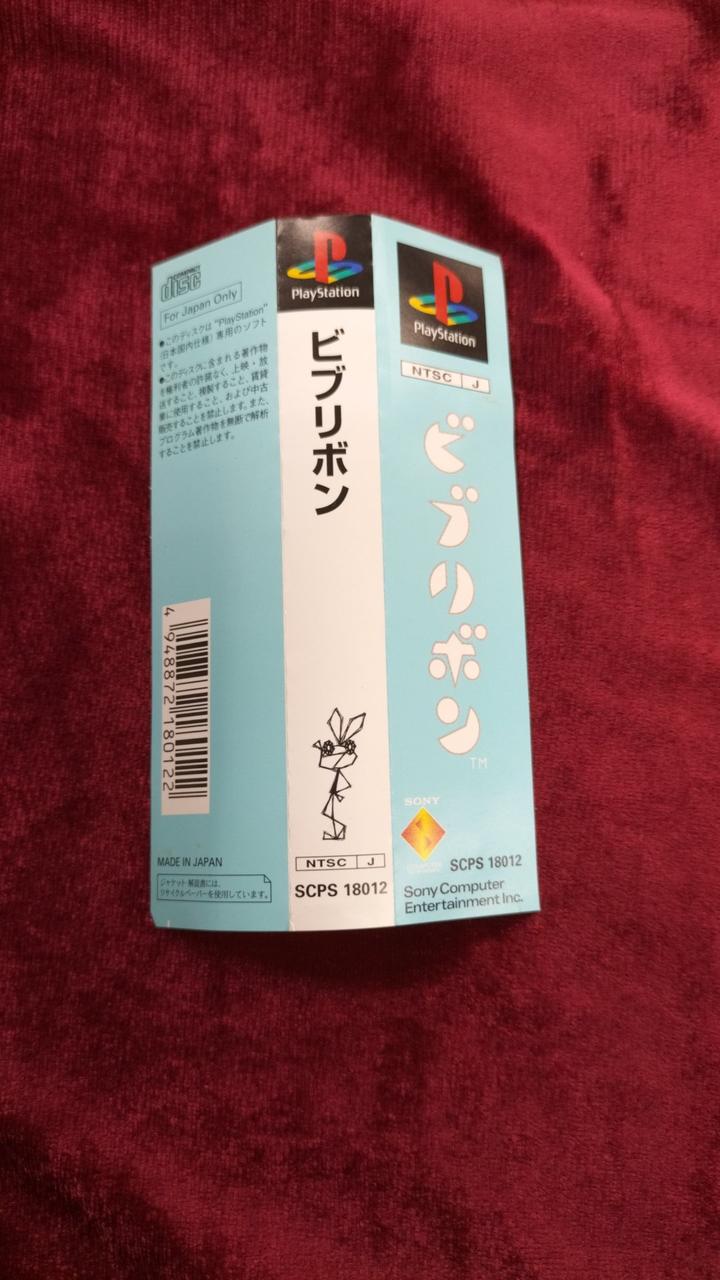 COMPACT
disc
For Japan Only
●このディスクは"PlayStation"
(日本国内仕様)専用のソフト
です。
●このディスクに含まれる著作物
を権利者の許諾なく、上映・放
送すること、複製すること、賃貸
業に使用すること、および中古
販売することを禁止します。また、
プログラム著作物を無断で解析
することを禁止します。
4 948872 180122
MADE IN JAPAN
ジャケット・解説書には、
リサイクルペーパーを使用しています。
PlayStation
ビブリボン
NTSC J
SCPS 18012
PlayStation
NTSC J
ビブリボン
TM
SONY
SCPS 18012
Sony Computer
Entertainment Inc.